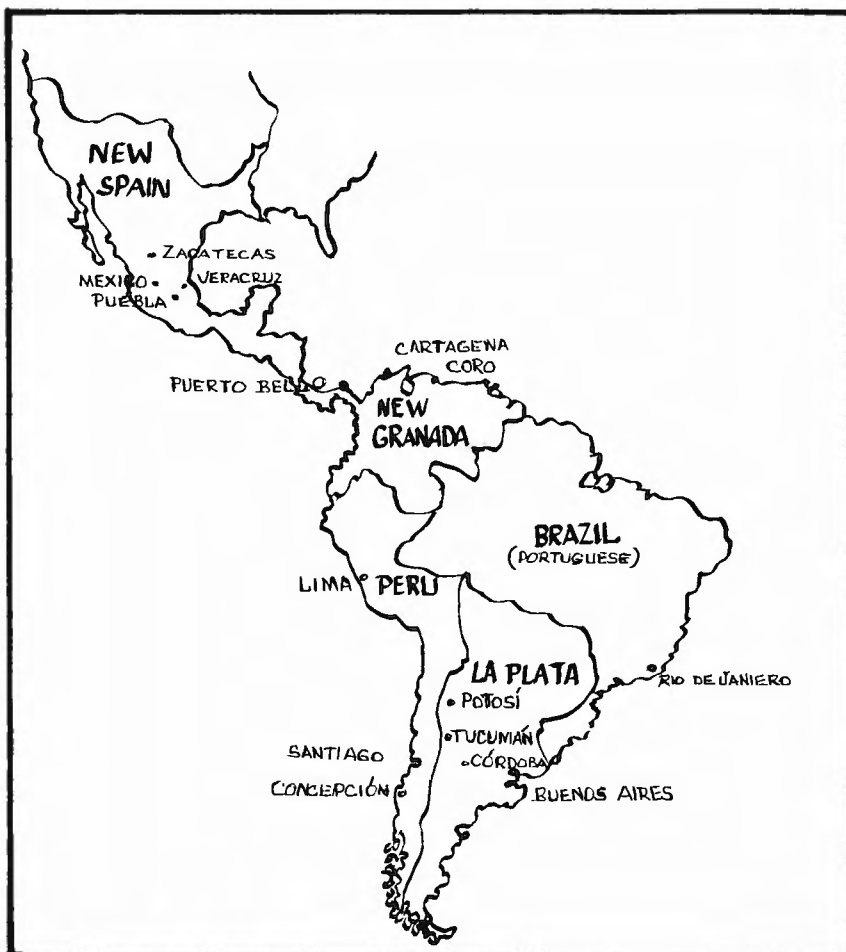 NEW
SPAIN
ZACATECAS
MEXICO
VERACRUZ
PUEBLA
CARTAGENA
CORO
PUERTO BELLO
NEW
GRANADA
BRAZIL
(PORTUGUESE)
LIMA
PERU
LA PLATA
POTOSÍ
RIO DE JANIERO
TUCUMÁN
SANTIAGO
CÓRDOBA
CONCEPCIÓN
BUENOS AIRES